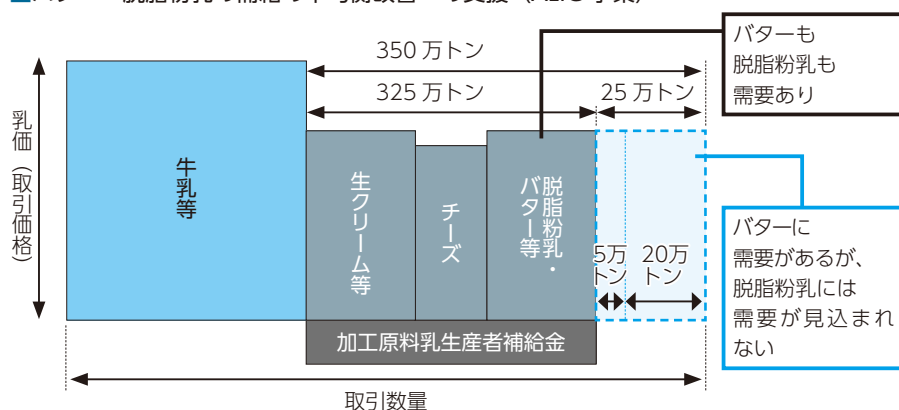 350 万トン
325 万トン
25 万トン
バターも
脱脂粉乳も
需要あり
乳価（取引価格）
牛乳等
生クリーム等
チーズ
脱脂粉乳・
バター等
5万
トン
20万
トン
バターに
需要があるが、
脱脂粉乳には
需要が見込まれ
ない
加工原料乳生産者補給金
取引数量